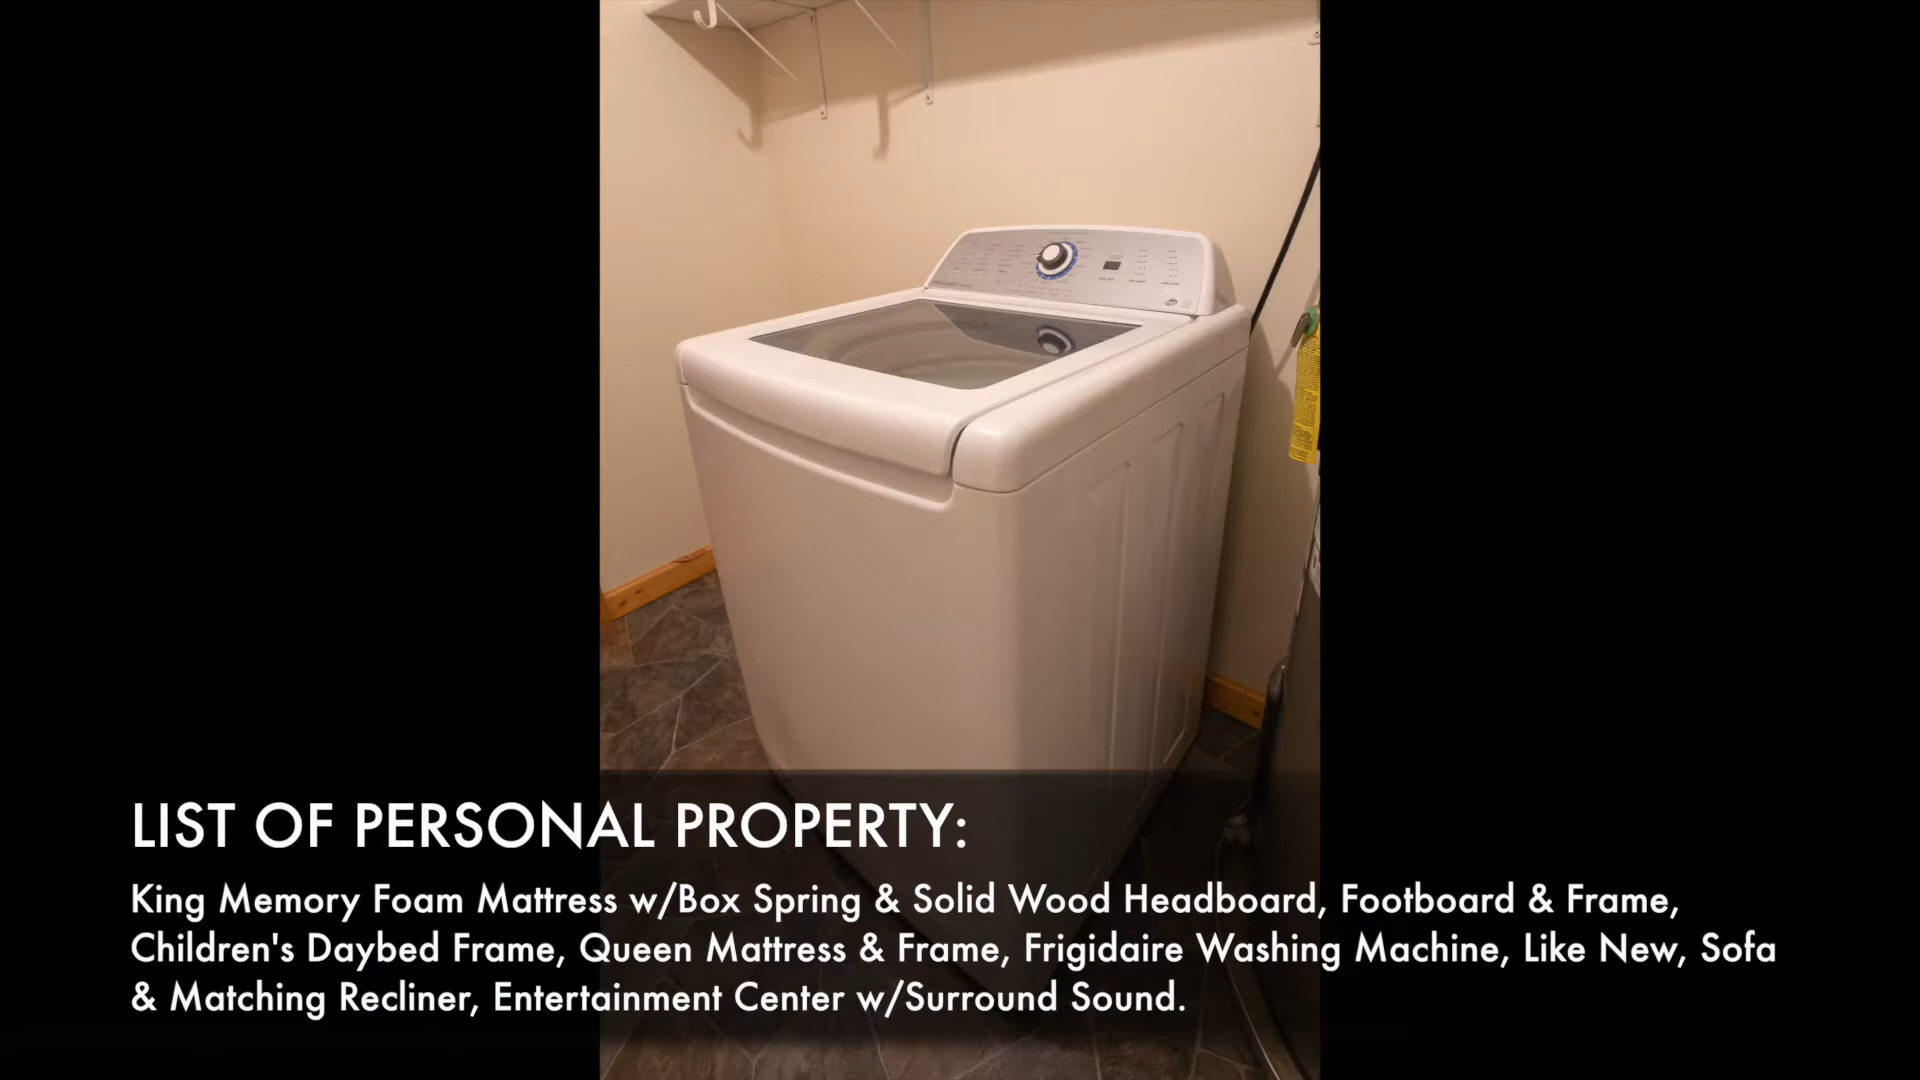 LIST OF PERSONAL PROPERTY:
King Memory Foam Mattress w/Box Spring & Solid Wood Headboard, Footboard & Frame,
Children's Daybed Frame, Queen Mattress & Frame, Frigidaire Washing Machine, Like New, Sofa
& Matching Recliner, Entertainment Center w/Surround Sound.